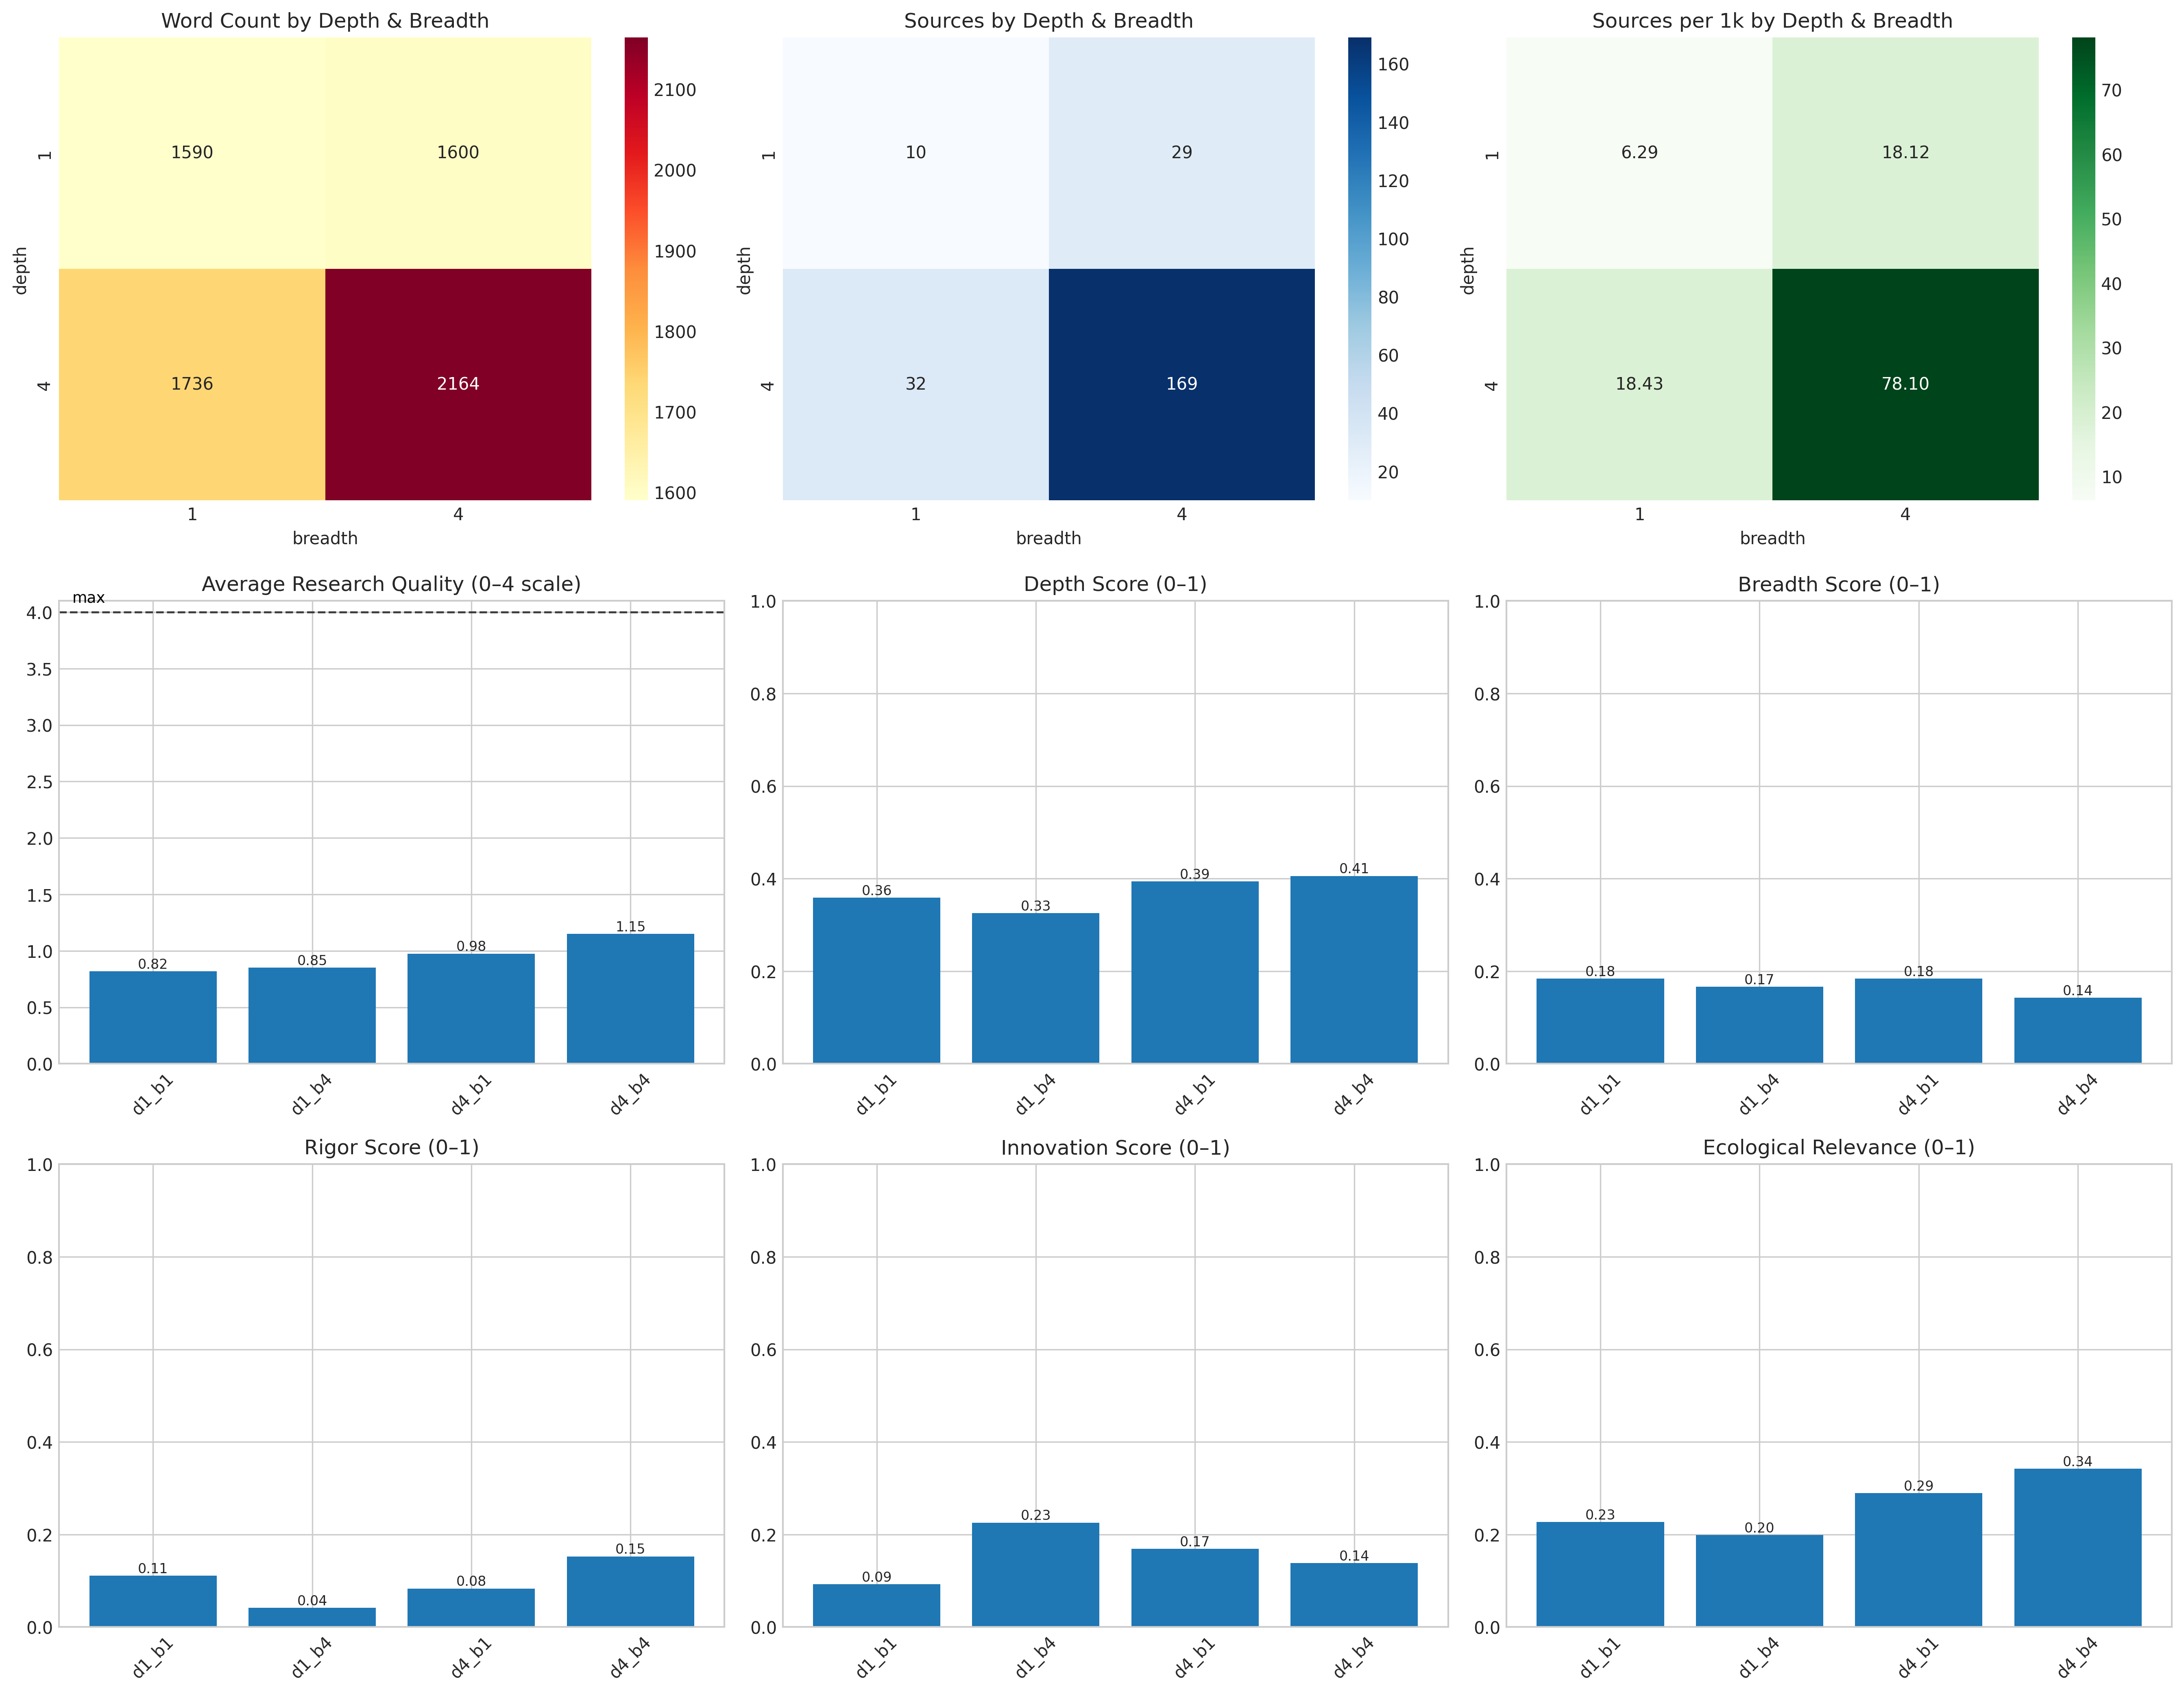 Word Count by Depth & Breadth
1590 1600
1736 2164
1
4
depth
1 4
breadth
2100
2000
1900
1800
1700
1600
Sources by Depth & Breadth
10 29
32 169
1
4
depth
1 4
breadth
160
140
120
100
80
60
40
20
Sources per 1k by Depth & Breadth
6.29 18.12
18.43 78.10
1
4
depth
1 4
breadth
70
60
50
40
30
20
10
Average Research Quality (0–4 scale)
max
4.0
3.5
3.0
2.5
2.0
1.5
1.0
0.5
0.0
0.82 0.85 0.98 1.15
d1_b1 d1_b4 d4_b1 d4_b4
Depth Score (0–1)
1.0
0.8
0.6
0.4
0.2
0.0
0.36 0.33 0.39 0.41
d1_b1 d1_b4 d4_b1 d4_b4
Breadth Score (0–1)
1.0
0.8
0.6
0.4
0.2
0.0
0.18 0.17 0.18 0.14
d1_b1 d1_b4 d4_b1 d4_b4
Rigor Score (0–1)
1.0
0.8
0.6
0.4
0.2
0.0
0.11 0.04 0.08 0.15
d1_b1 d1_b4 d4_b1 d4_b4
Innovation Score (0–1)
1.0
0.8
0.6
0.4
0.2
0.0
0.09 0.23 0.17 0.14
d1_b1 d1_b4 d4_b1 d4_b4
Ecological Relevance (0–1)
1.0
0.8
0.6
0.4
0.2
0.0
0.23 0.20 0.29 0.34
d1_b1 d1_b4 d4_b1 d4_b4